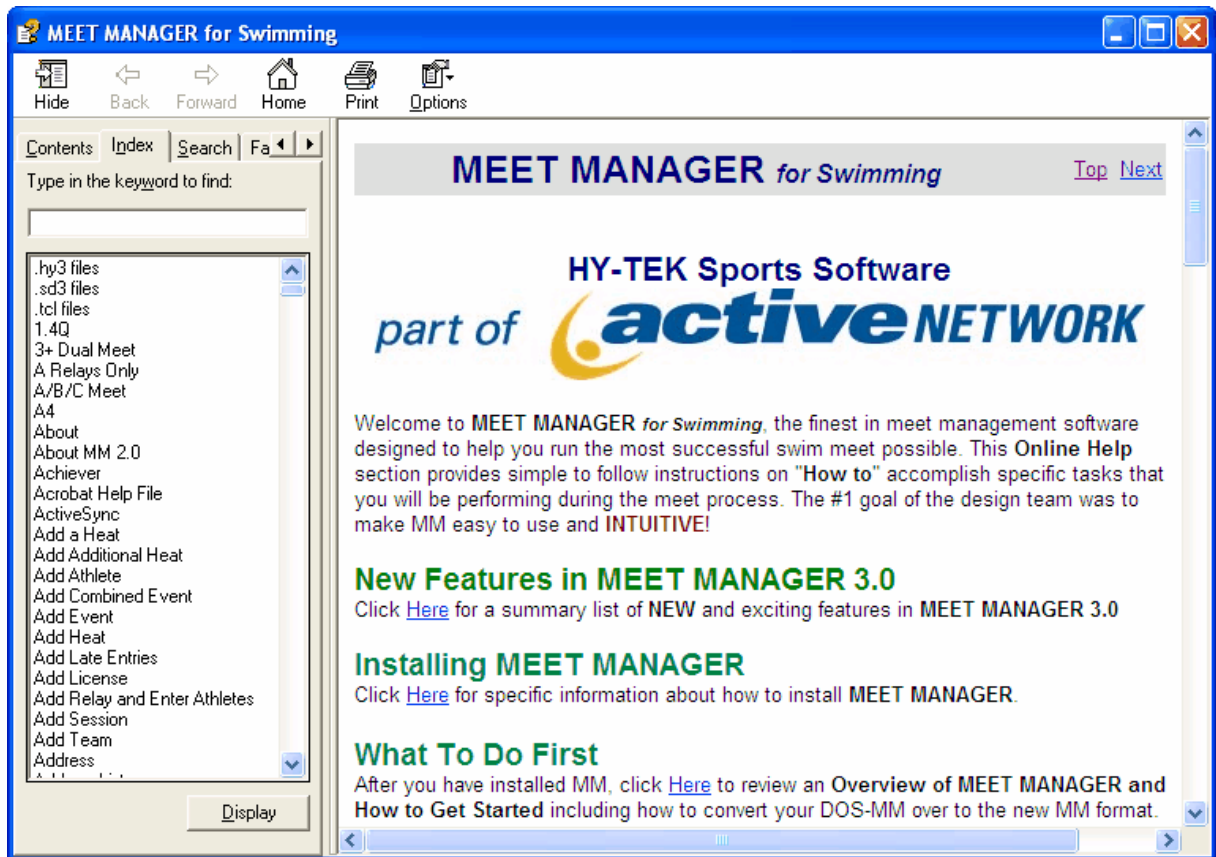 MEET MANAGER for Swimming
Hide Back Forward Home Print Options
Contents Index Search Fa
Type in the keyword to find:
.hy3 files
.sd3 files
.tcl files
1.4Q
3+ Dual Meet
A Relays Only
A/B/C Meet
A4
About
About MM 2.0
Achiever
Acrobat Help File
ActiveSync
Add a Heat
Add Additional Heat
Add Athlete
Add Combined Event
Add Event
Add Heat
Add Late Entries
Add License
Add Relay and Enter Athletes
Add Session
Add Team
Address
Display
MEET MANAGER for Swimming Top Next
HY-TEK Sports Software
part of active NETWORK
Welcome to MEET MANAGER for Swimming, the finest in meet management software
designed to help you run the most successful swim meet possible. This Online Help
section provides simple to follow instructions on "How to" accomplish specific tasks that
you will be performing during the meet process. The #1 goal of the design team was to
make MM easy to use and INTUITIVE!
New Features in MEET MANAGER 3.0
Click Here for a summary list of NEW and exciting features in MEET MANAGER 3.0
Installing MEET MANAGER
Click Here for specific information about how to install MEET MANAGER.
What To Do First
After you have installed MM, click Here to review an Overview of MEET MANAGER and
How to Get Started including how to convert your DOS-MM over to the new MM format.